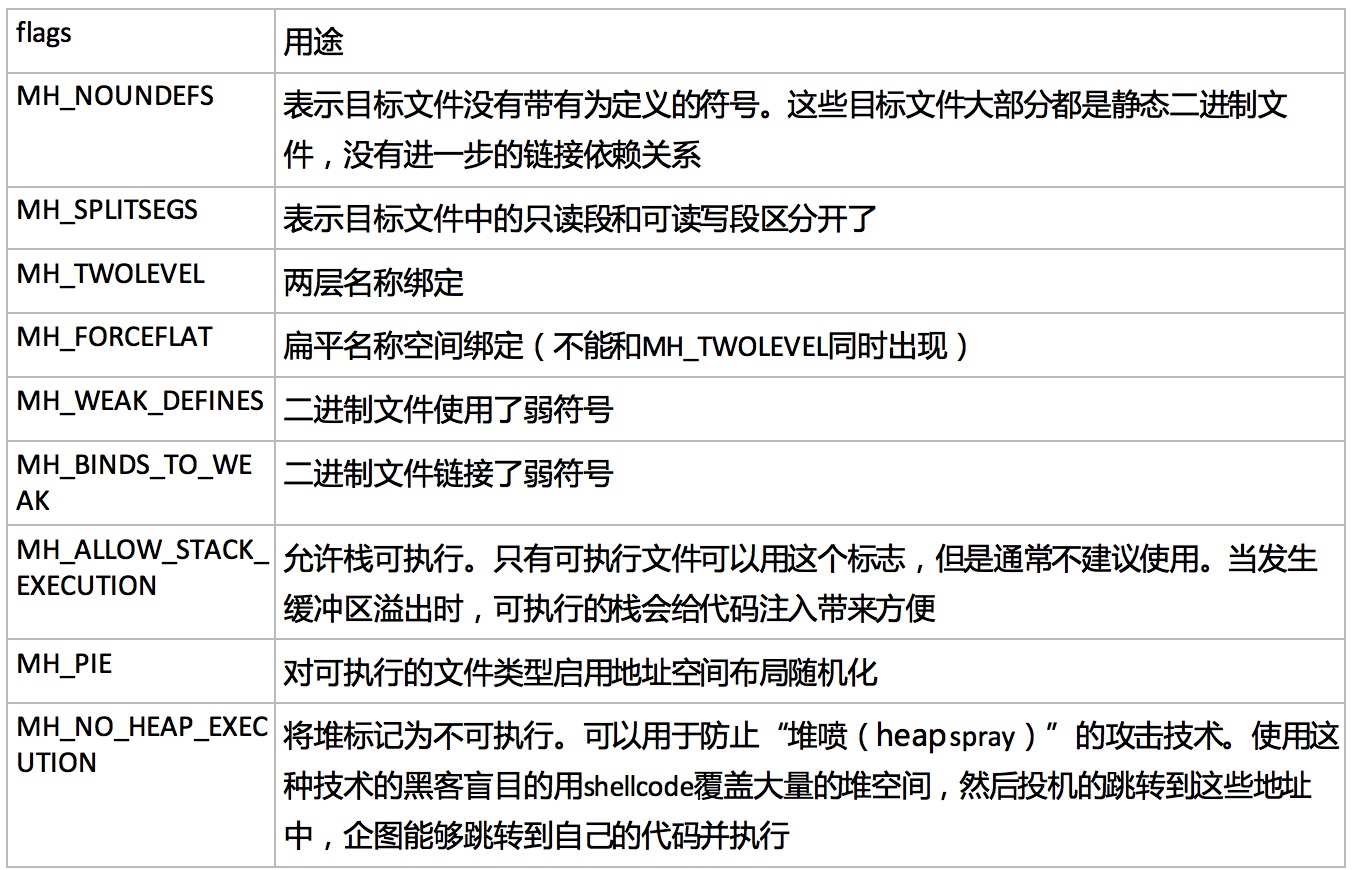 flags
用途
MH_NOUNDEFS
表示目标文件没有带有为定义的符号。这些目标文件大部分都是静态二进制文
件，没有进一步的链接依赖关系
MH_SPLITSEGS
表示目标文件中的只读段和可读写段区分开了
MH_TWOLEVEL
两层名称绑定
MH_FORCEFLAT
扁平名称空间绑定（不能和MH_TWOLEVEL同时出现）
MH_WEAK_DEFINES
二进制文件使用了弱符号
MH_BINDS_TO_WE
AK
二进制文件链接了弱符号
MH_ALLOW_STACK_
EXECUTION
允许栈可执行。只有可执行文件可以用这个标志，但是通常不建议使用。当发生
缓冲区溢出时，可执行的栈会给代码注入带来方便
MH_PIE
对可执行的文件类型启用地址空间布局随机化
MH_NO_HEAP_EXEC
UTION
将堆标记为不可执行。可以用于防止“堆喷（heap spray）”的攻击技术。使用这
种技术的黑客盲目的用shellcode覆盖大量的堆空间，然后投机的跳转到这些地址
中，企图能够跳转到自己的代码并执行